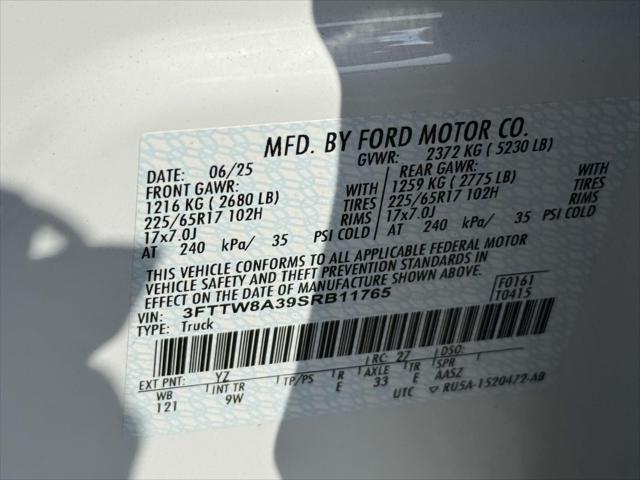 MFD. BY FORD MOTOR CO.
DATE: 06/25 GVWR: 2372 KG ( 5230 LB)
FRONT GAWR: REAR GAWR:
1216 KG ( 2680 LB) WITH 1259 KG ( 2775 LB) WITH
225/65R17 102H TIRES 225/65R17 102H TIRES
17x7.0J RIMS 17x7.0J RIMS
AT 240 kPa/ 35 PSI COLD AT 240 kPa/ 35 PSI COLD
THIS VEHICLE CONFORMS TO ALL APPLICABLE FEDERAL MOTOR
VEHICLE SAFETY AND THEFT PREVENTION STANDARDS IN
EFFECT ON THE DATE OF MANUFACTURE SHOWN ABOVE.
VIN: 3FTTW8A39SRB11765 F0161
TYPE: Truck T0415
EXT PNT: YZ RC: 27 DSO:
WB INT TR TP/PS R AXLE TR SPR
121 9W E 33 E AASZ
UTC ▽ RU5A-1520472-AB